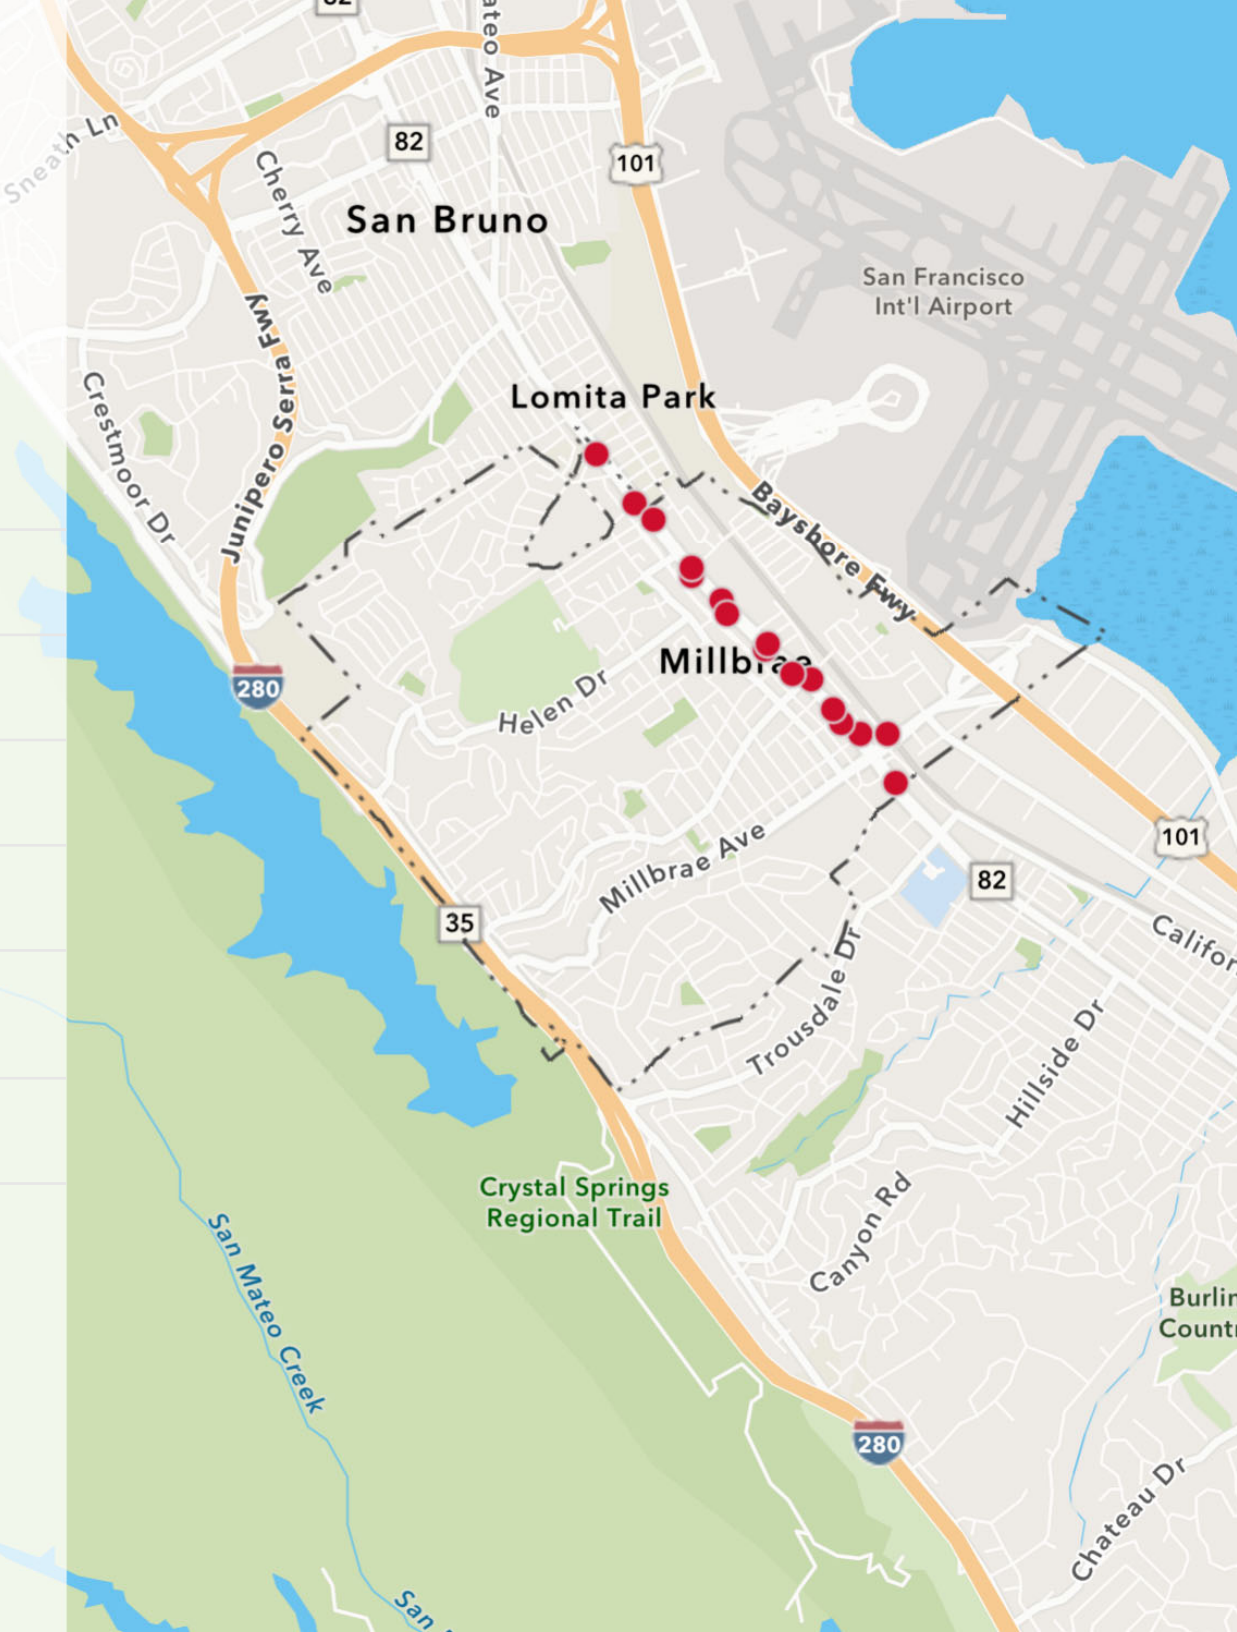 ateo Ave
82
101
Sneath Ln
Cherry Ave
San Bruno
San Francisco
Int'l Airport
Junipero Serra Fwy
Crestmoor Dr
Lomita Park
Bayshore Fwy
Millbrae
280
Helen Dr
101
Millbrae Ave
82
35
Califor
Trousdale Dr
Hillside Dr
Crystal Springs
Regional Trail
Canyon Rd
San Mateo Creek
Burlin
Countr
280
Chateau Dr
San